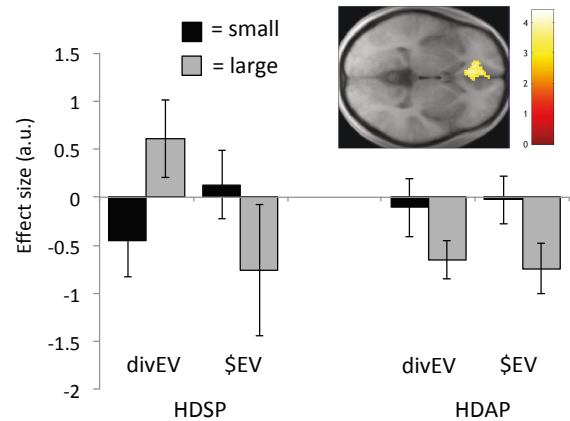 = small
= large
Effect size (a.u.)
1.5
1
0.5
0
-0.5
-1
-1.5
-2
4
3
2
1
0
divEV $EV divEV $EV
HDSP HDAP